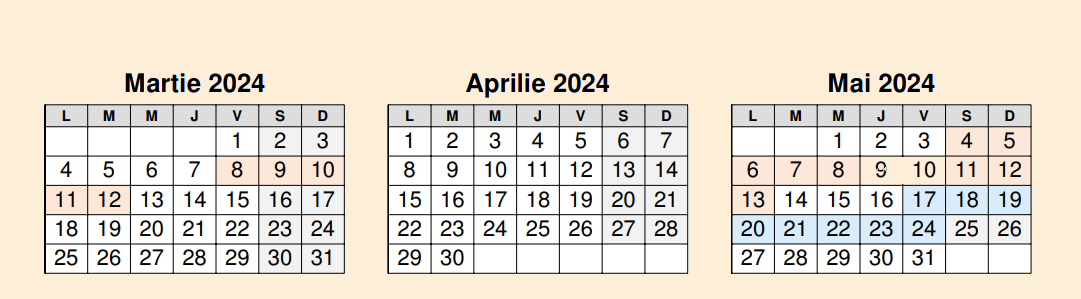 Martie 2024 Aprilie 2024 Mai 2024
L M M J V S D L M M J V S D L M M J V S D
1 2 3 1 2 3 4 5 6 7 1 2 3 4 5
4 5 6 7 8 9 10 8 9 10 11 12 13 14 6 7 8 9 10 11 12
11 12 13 14 15 16 17 15 16 17 18 19 20 21 13 14 15 16 17 18 19
18 19 20 21 22 23 24 22 23 24 25 26 27 28 20 21 22 23 24 25 26
25 26 27 28 29 30 31 29 30 27 28 29 30 31